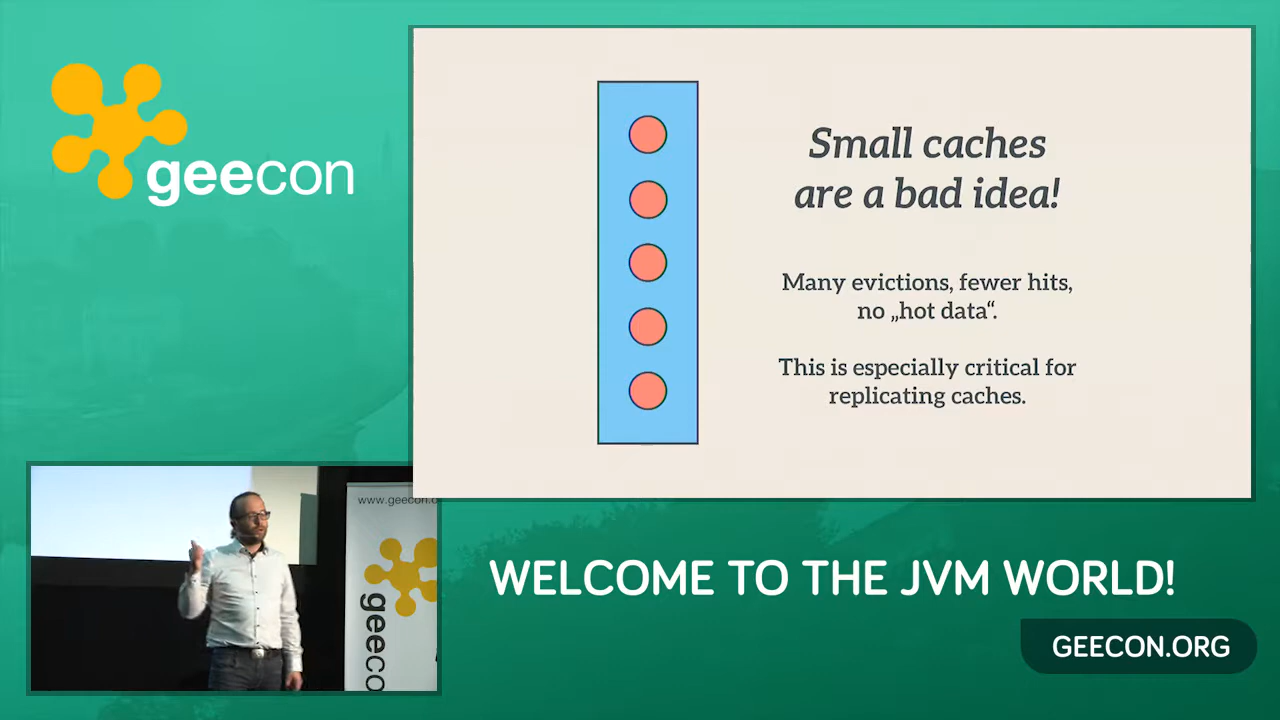 geecon
Small caches
are a bad idea!
Many evictions, fewer hits,
no „hot data“.
This is especially critical for
replicating caches.
www.geecon.o
geeco
WELCOME TO THE JVM WORLD!
GEECON.ORG